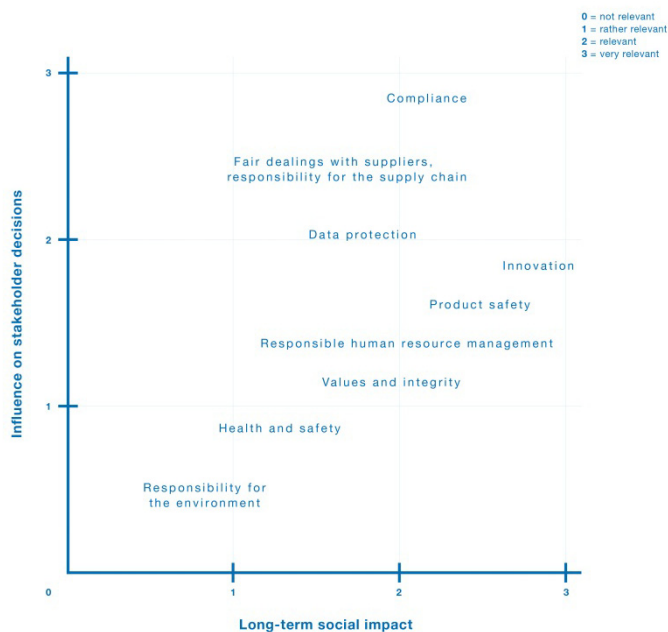 0 = not relevant
1 = rather relevant
2 = relevant
3 = very relevant
3
Compliance
Fair dealings with suppliers,
responsibility for the supply chain
Data protection
2
Innovation
Product safety
Responsible human resource management
Values and integrity
1
Health and safety
Responsibility for
the environment
Influence on stakeholder decisions
0
1
2
3
Long-term social impact